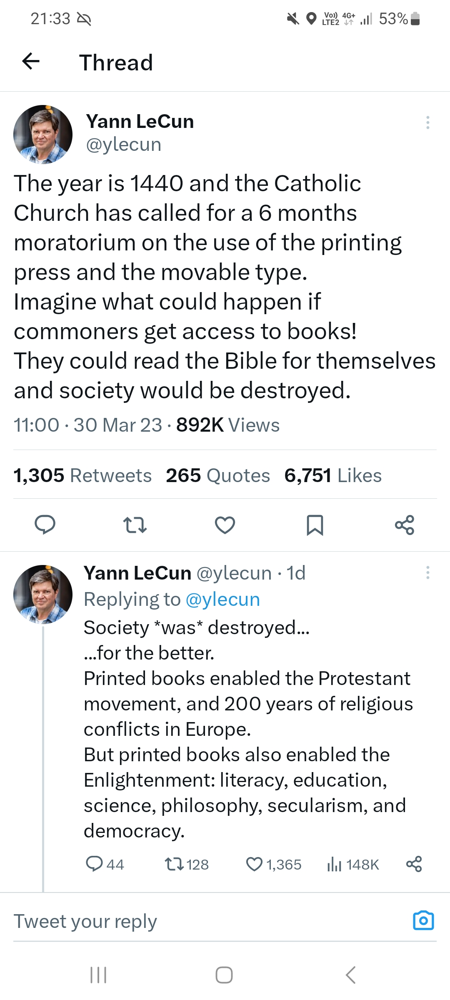 21:33
Vo)) LTE2 4G+ 53%
Thread
Yann LeCun
@ylecun
The year is 1440 and the Catholic
Church has called for a 6 months
moratorium on the use of the printing
press and the movable type.
Imagine what could happen if
commoners get access to books!
They could read the Bible for themselves
and society would be destroyed.
11:00 · 30 Mar 23 · 892K Views
1,305 Retweets 265 Quotes 6,751 Likes
Yann LeCun @ylecun · 1d
Replying to @ylecun
Society *was* destroyed...
...for the better.
Printed books enabled the Protestant
movement, and 200 years of religious
conflicts in Europe.
But printed books also enabled the
Enlightenment: literacy, education,
science, philosophy, secularism, and
democracy.
44 128 1,365 148K
Tweet your reply